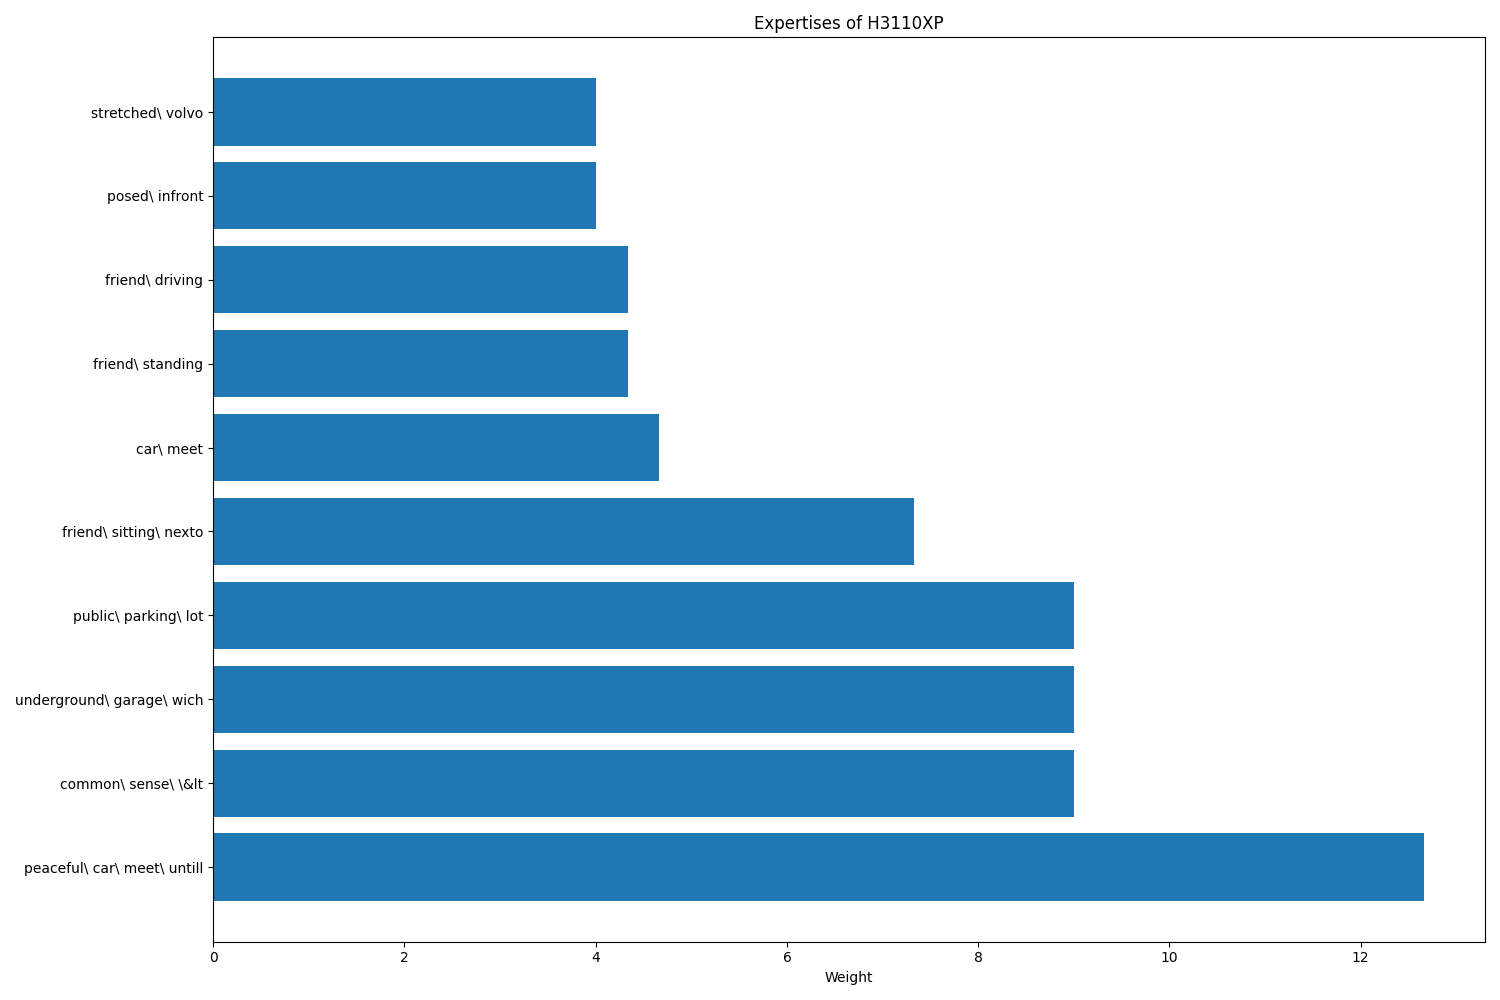 Expertises of H3110XP
stretched\ volvo
posed\ infront
friend\ driving
friend\ standing
car\ meet
friend\ sitting\ nexto
public\ parking\ lot
underground\ garage\ wich
common\ sense\ \&lt
peaceful\ car\ meet\ untill
0 2 4 6 8 10 12
Weight